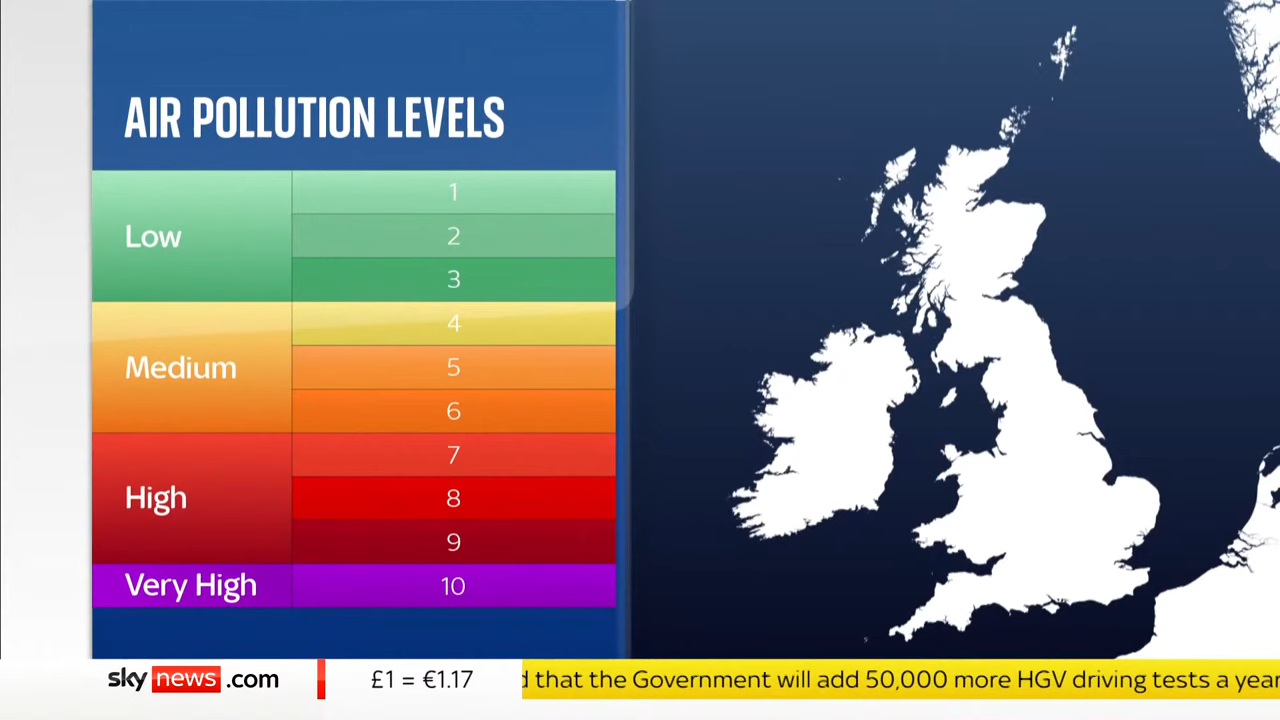 AIR POLLUTION LEVELS
Low
1
2
3
Medium
4
5
6
High
7
8
9
Very High
10
sky news .com
£1 = €1.17
that the Government will add 50,000 more HGV driving tests a year